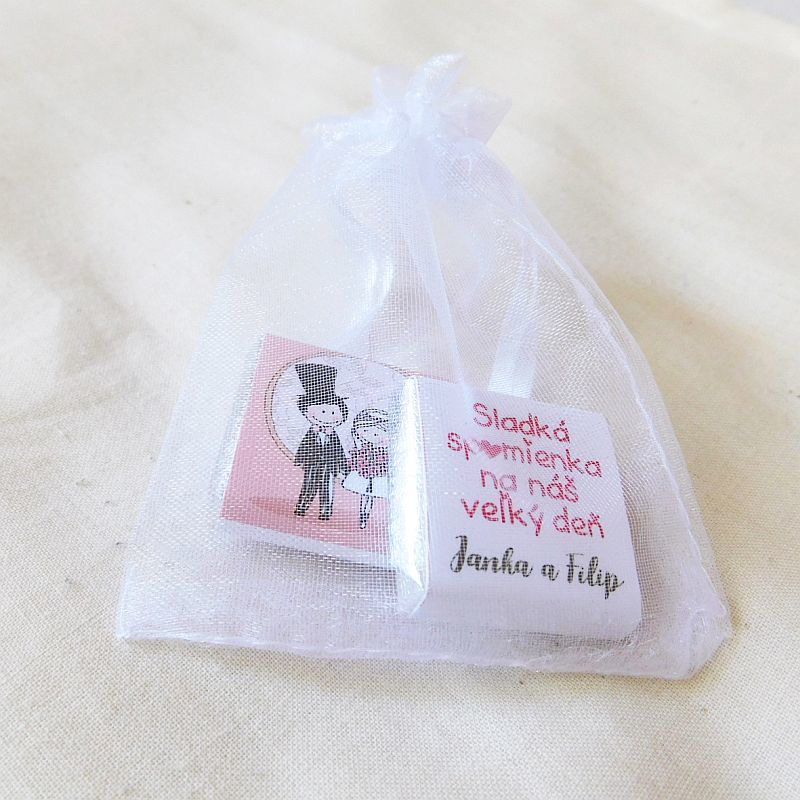 Sladká
spomienka
na náš
veľký deň
Janka a Filip